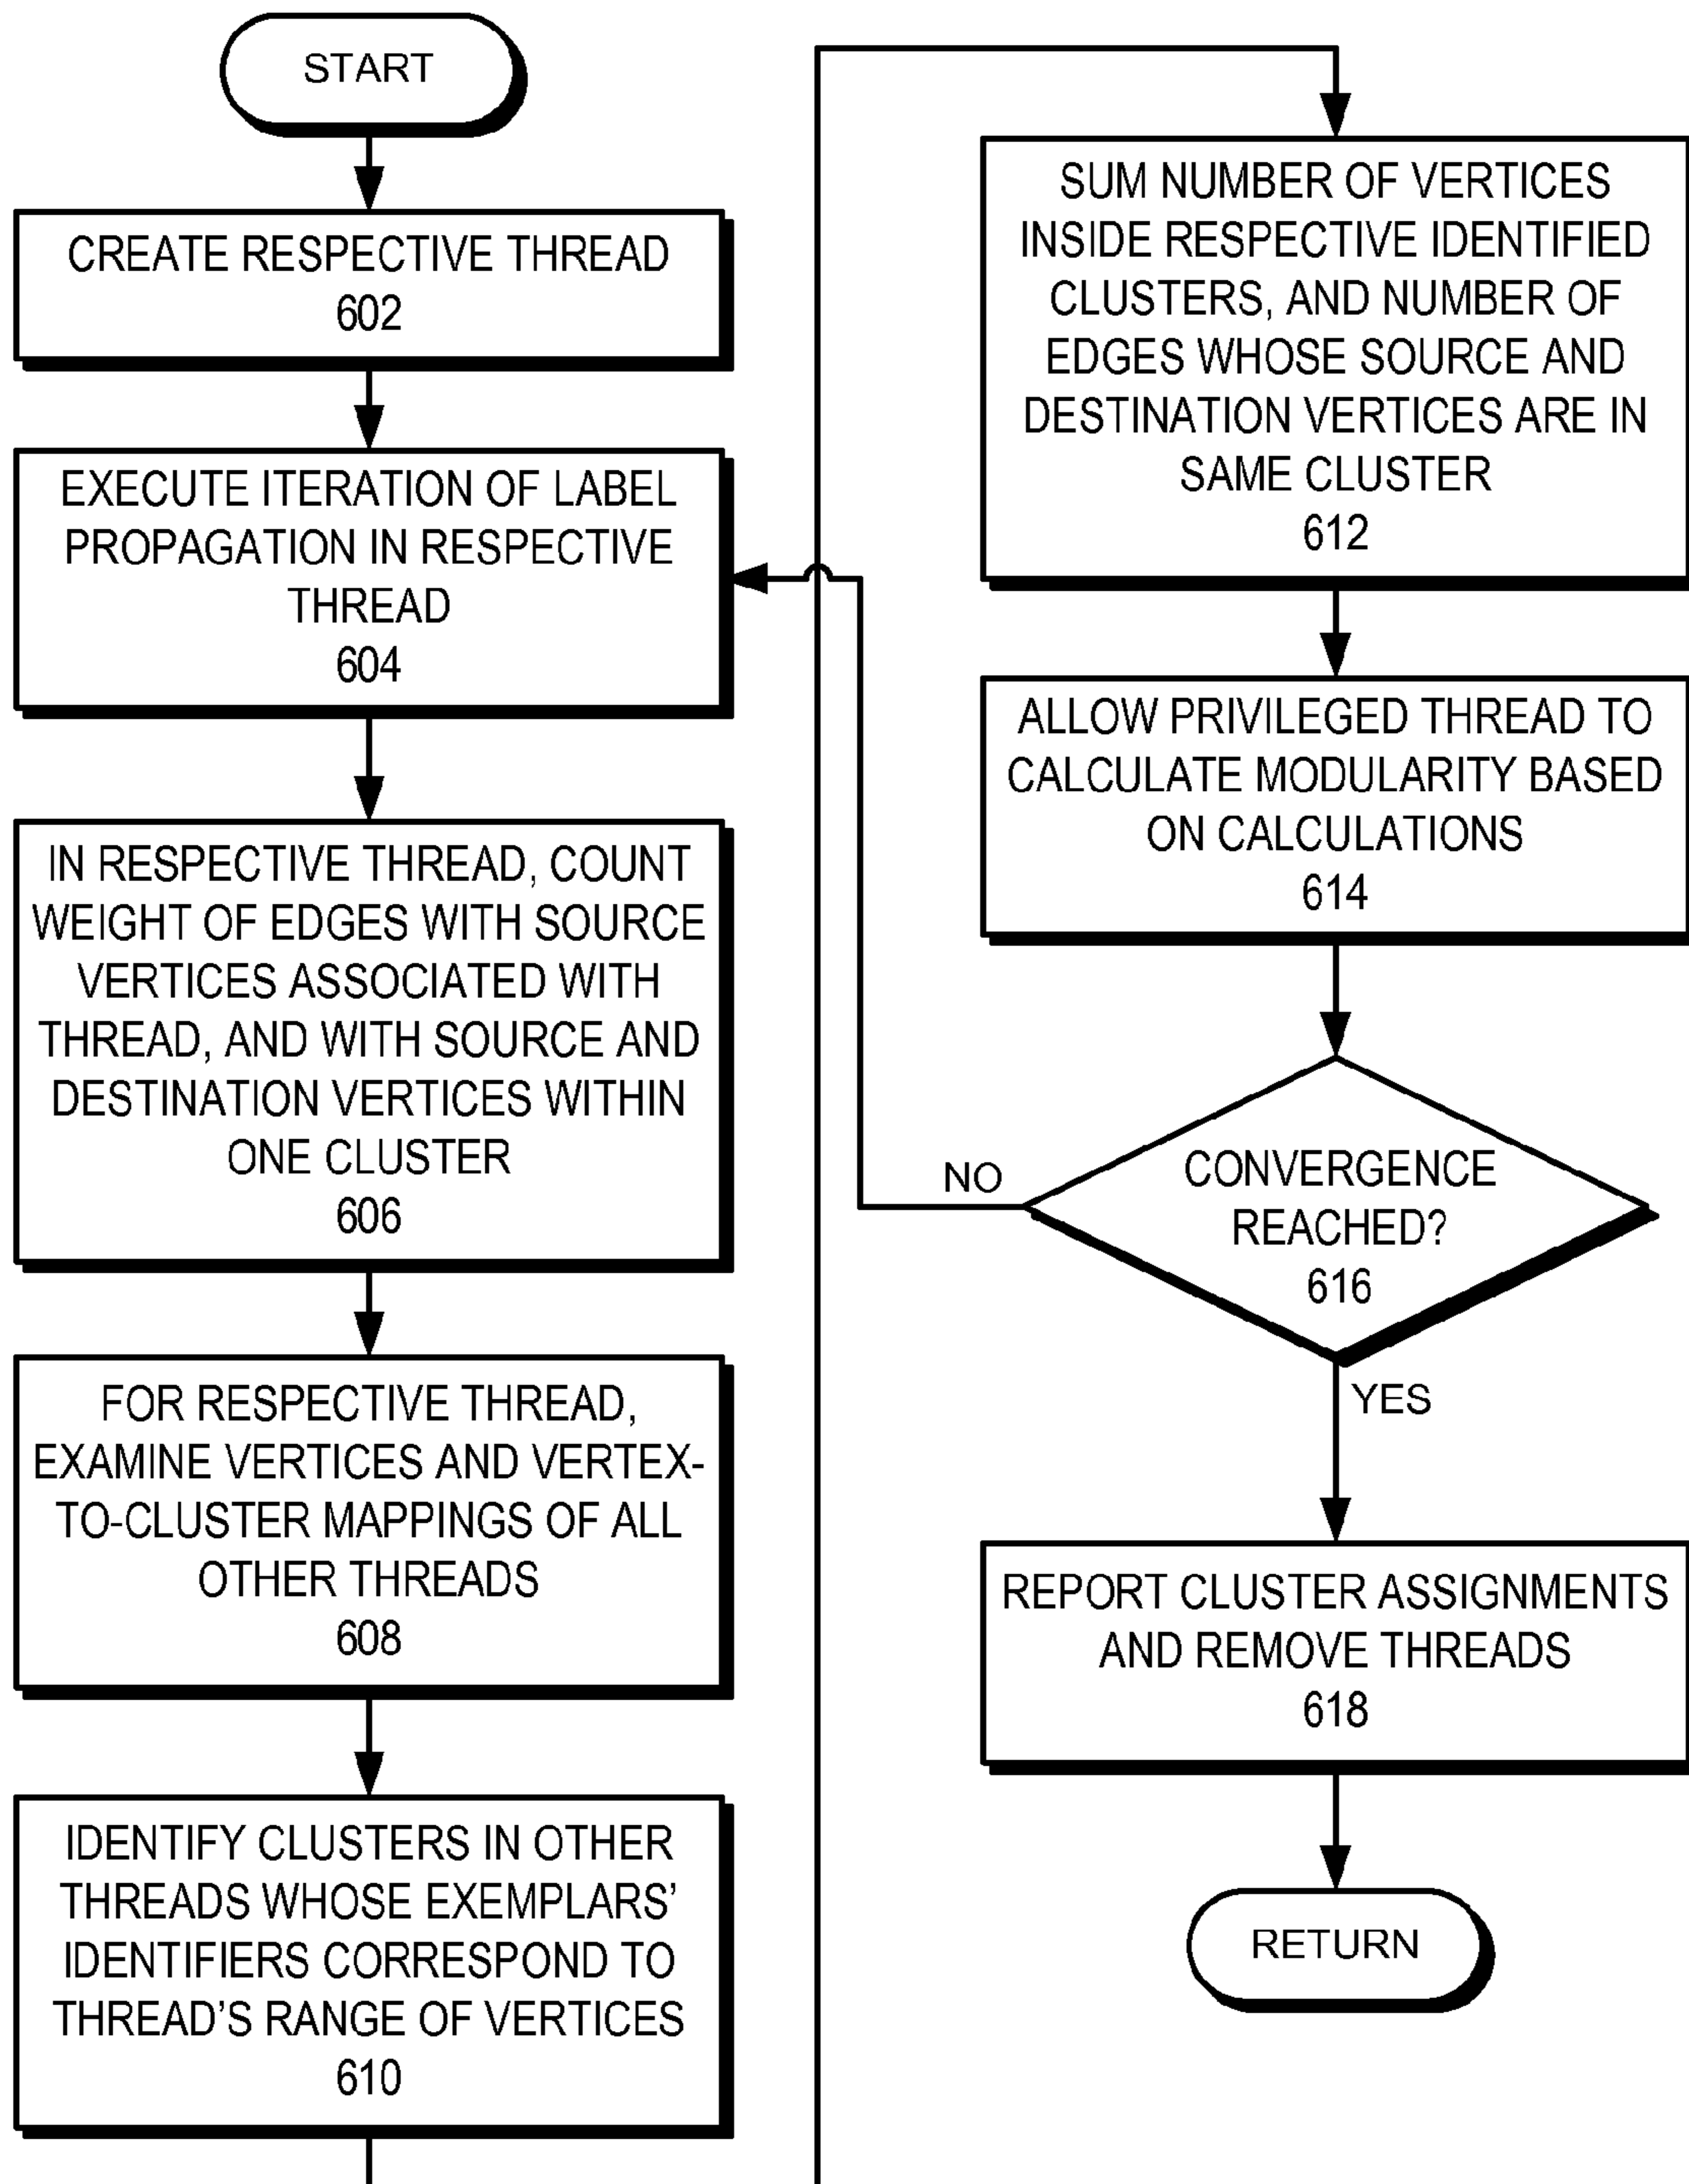 START
CREATE RESPECTIVE THREAD
602
EXECUTE ITERATION OF LABEL
PROPAGATION IN RESPECTIVE
THREAD
604
IN RESPECTIVE THREAD, COUNT
WEIGHT OF EDGES WITH SOURCE
VERTICES ASSOCIATED WITH
THREAD, AND WITH SOURCE AND
DESTINATION VERTICES WITHIN
ONE CLUSTER
606
FOR RESPECTIVE THREAD,
EXAMINE VERTICES AND VERTEX-
TO-CLUSTER MAPPINGS OF ALL
OTHER THREADS
608
IDENTIFY CLUSTERS IN OTHER
THREADS WHOSE EXEMPLARS’
IDENTIFIERS CORRESPOND TO
THREAD’S RANGE OF VERTICES
610
SUM NUMBER OF VERTICES
INSIDE RESPECTIVE IDENTIFIED
CLUSTERS, AND NUMBER OF
EDGES WHOSE SOURCE AND
DESTINATION VERTICES ARE IN
SAME CLUSTER
612
ALLOW PRIVILEGED THREAD TO
CALCULATE MODULARITY BASED
ON CALCULATIONS
614
CONVERGENCE
REACHED?
616
NO
YES
REPORT CLUSTER ASSIGNMENTS
AND REMOVE THREADS
618
RETURN